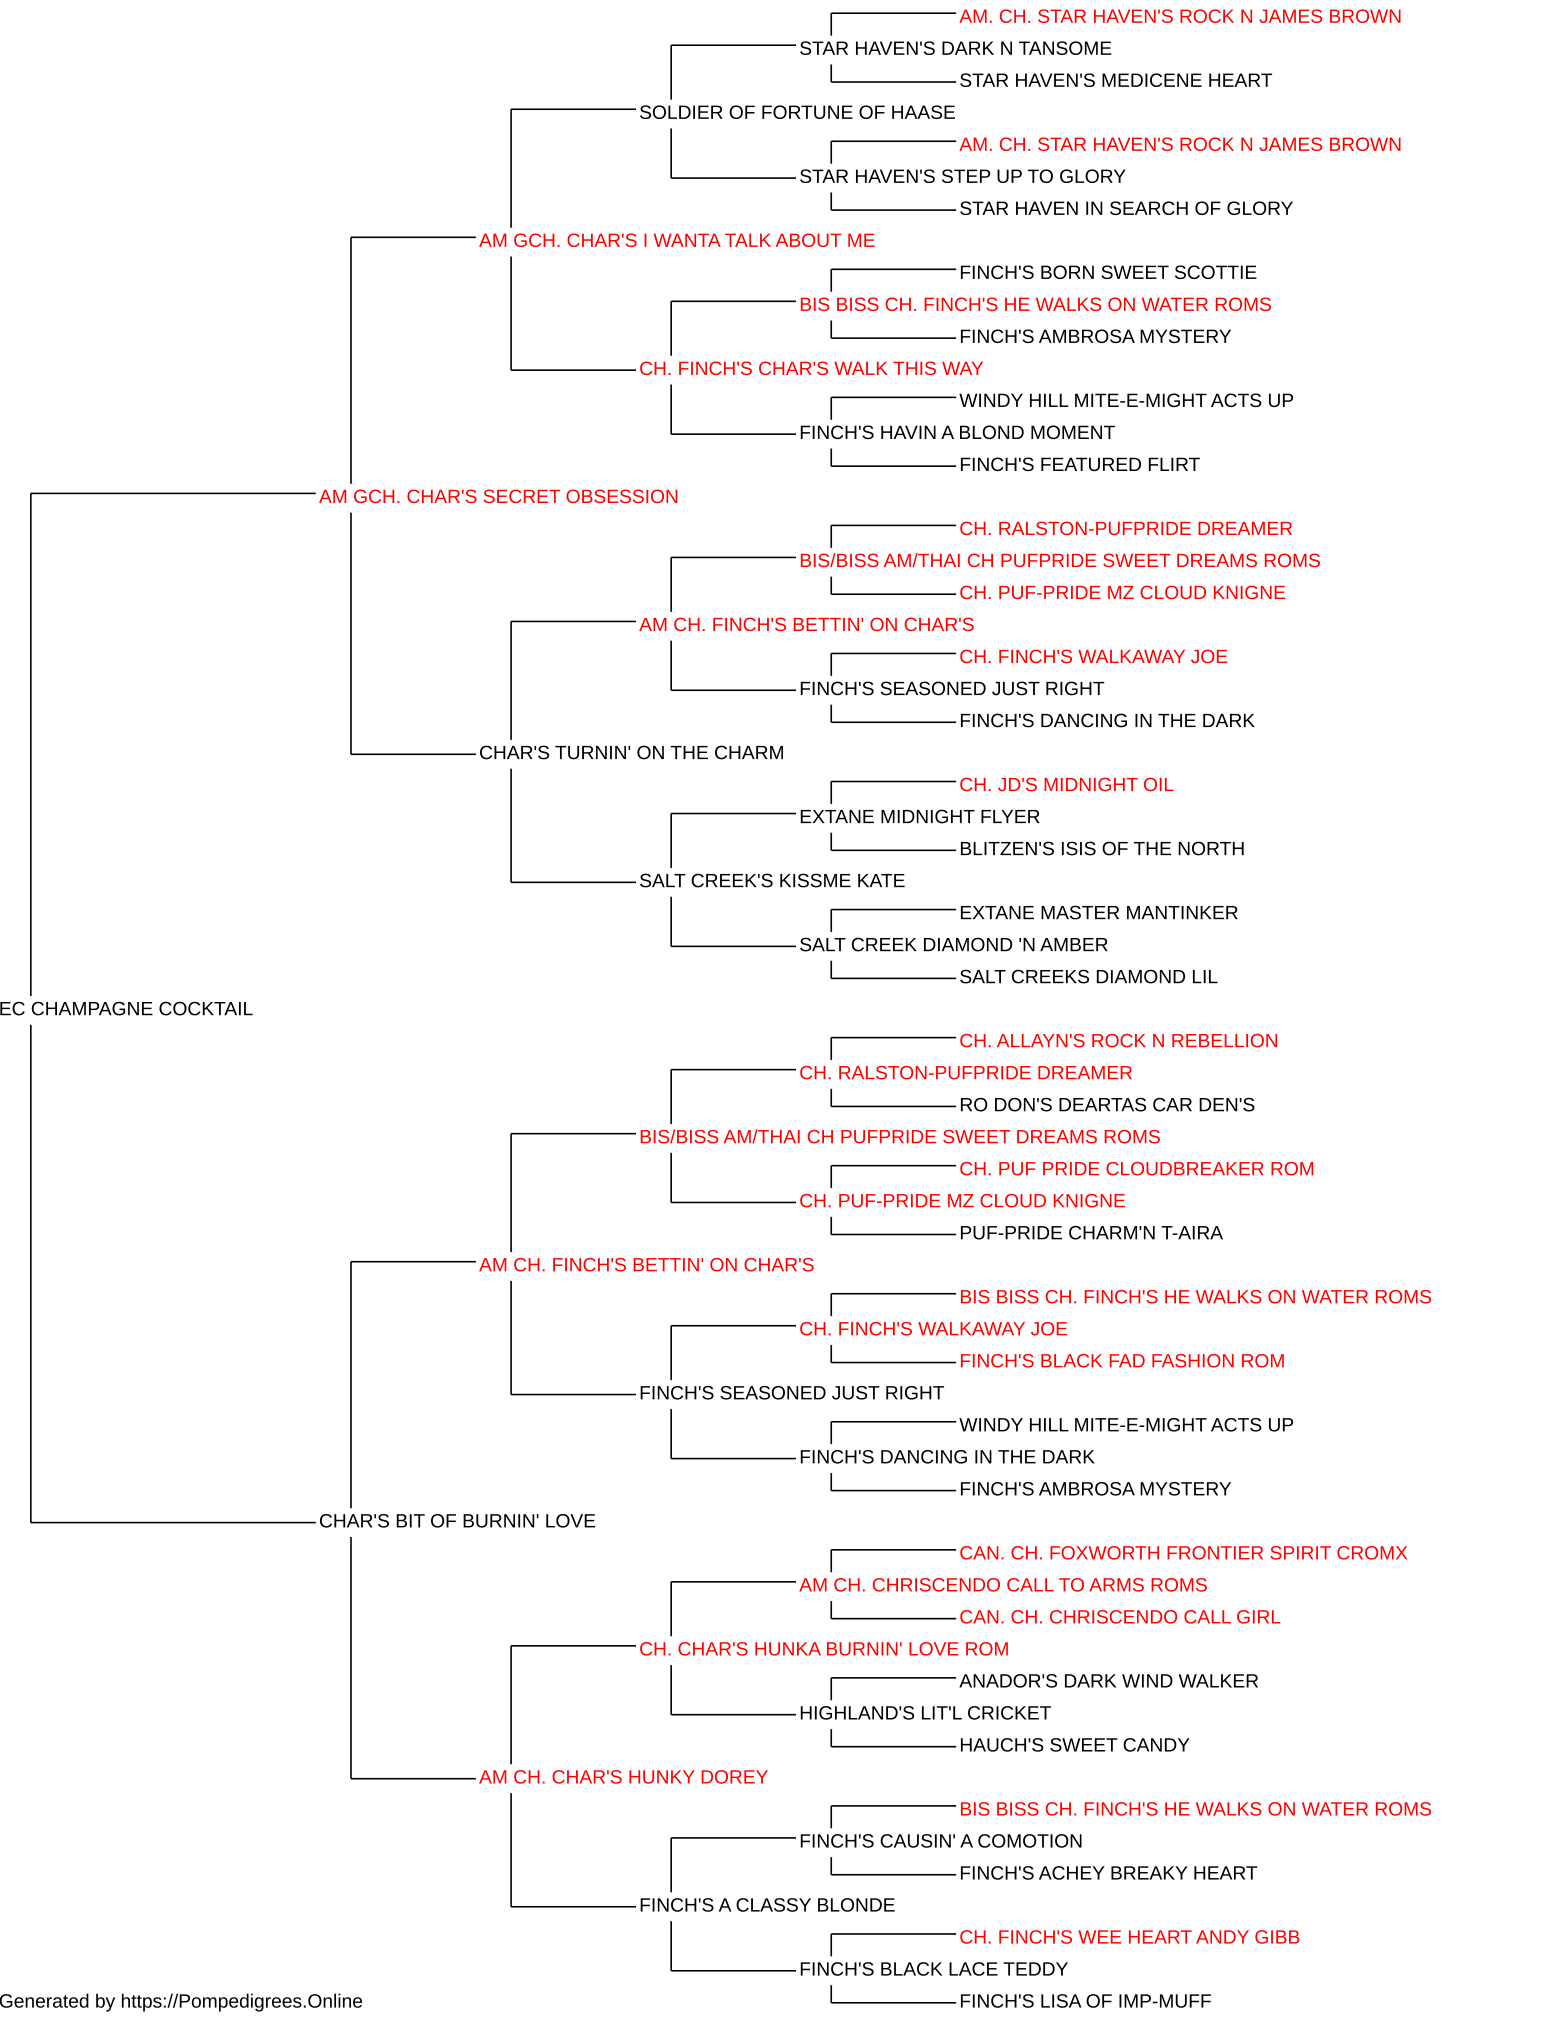 AM. CH. STAR HAVEN'S ROCK N JAMES BROWN
STAR HAVEN'S DARK N TANSOME
STAR HAVEN'S MEDICENE HEART
SOLDIER OF FORTUNE OF HAASE
AM. CH. STAR HAVEN'S ROCK N JAMES BROWN
STAR HAVEN'S STEP UP TO GLORY
STAR HAVEN IN SEARCH OF GLORY
AM GCH. CHAR'S I WANTA TALK ABOUT ME
FINCH'S BORN SWEET SCOTTIE
BIS BISS CH. FINCH'S HE WALKS ON WATER ROMS
FINCH'S AMBROSA MYSTERY
CH. FINCH'S CHAR'S WALK THIS WAY
WINDY HILL MITE-E-MIGHT ACTS UP
FINCH'S HAVIN A BLOND MOMENT
FINCH'S FEATURED FLIRT
AM GCH. CHAR'S SECRET OBSESSION
CH. RALSTON-PUFPRIDE DREAMER
BIS/BISS AM/THAI CH PUFPRIDE SWEET DREAMS ROMS
CH. PUF-PRIDE MZ CLOUD KNIGNE
AM CH. FINCH'S BETTIN' ON CHAR'S
CH. FINCH'S WALKAWAY JOE
FINCH'S SEASONED JUST RIGHT
FINCH'S DANCING IN THE DARK
CHAR'S TURNIN' ON THE CHARM
CH. JD'S MIDNIGHT OIL
EXTANE MIDNIGHT FLYER
BLITZEN'S ISIS OF THE NORTH
SALT CREEK'S KISSME KATE
EXTANE MASTER MANTINKER
SALT CREEK DIAMOND 'N AMBER
SALT CREEKS DIAMOND LIL
EC CHAMPAGNE COCKTAIL
CH. ALLAYN'S ROCK N REBELLION
CH. RALSTON-PUFPRIDE DREAMER
RO DON'S DEARTAS CAR DEN'S
BIS/BISS AM/THAI CH PUFPRIDE SWEET DREAMS ROMS
CH. PUF PRIDE CLOUDBREAKER ROM
CH. PUF-PRIDE MZ CLOUD KNIGNE
PUF-PRIDE CHARM'N T-AIRA
AM CH. FINCH'S BETTIN' ON CHAR'S
BIS BISS CH. FINCH'S HE WALKS ON WATER ROMS
CH. FINCH'S WALKAWAY JOE
FINCH'S BLACK FAD FASHION ROM
FINCH'S SEASONED JUST RIGHT
WINDY HILL MITE-E-MIGHT ACTS UP
FINCH'S DANCING IN THE DARK
FINCH'S AMBROSA MYSTERY
CHAR'S BIT OF BURNIN' LOVE
CAN. CH. FOXWORTH FRONTIER SPIRIT CROMX
AM CH. CHRISCENDO CALL TO ARMS ROMS
CAN. CH. CHRISCENDO CALL GIRL
CH. CHAR'S HUNKA BURNIN' LOVE ROM
ANADOR'S DARK WIND WALKER
HIGHLAND'S LIT'L CRICKET
HAUCH'S SWEET CANDY
AM CH. CHAR'S HUNKY DOREY
BIS BISS CH. FINCH'S HE WALKS ON WATER ROMS
FINCH'S CAUSIN' A COMOTION
FINCH'S ACHEY BREAKY HEART
FINCH'S A CLASSY BLONDE
CH. FINCH'S WEE HEART ANDY GIBB
FINCH'S BLACK LACE TEDDY
FINCH'S LISA OF IMP-MUFF
Generated by https://Pompedigrees.Online